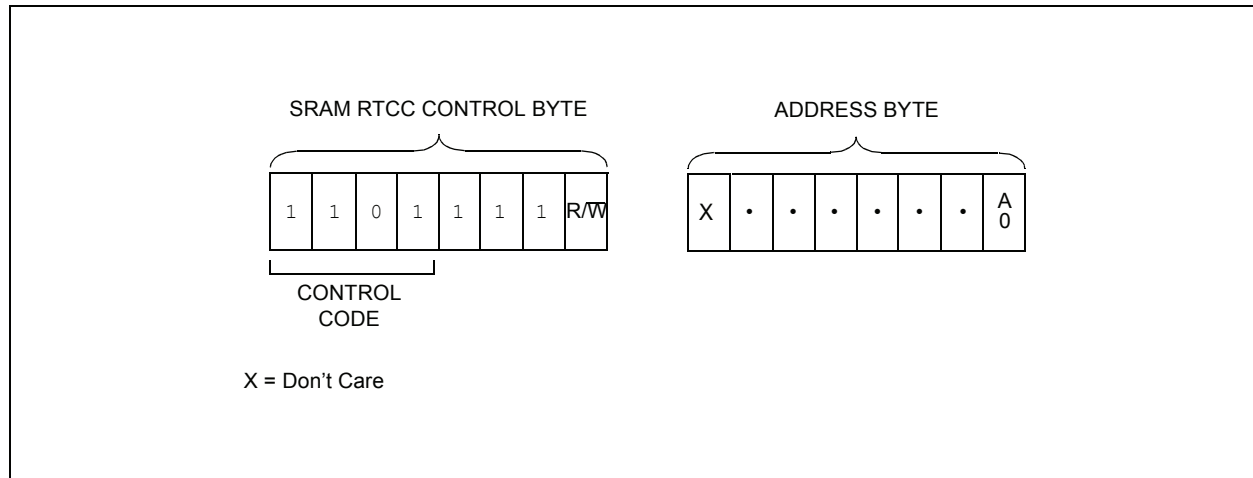 SRAM RTCC CONTROL BYTE
ADDRESS BYTE
1 1 0 1 1 1 1 R/W̅
X • • • • • • A
0
CONTROL
CODE
X = Don't Care